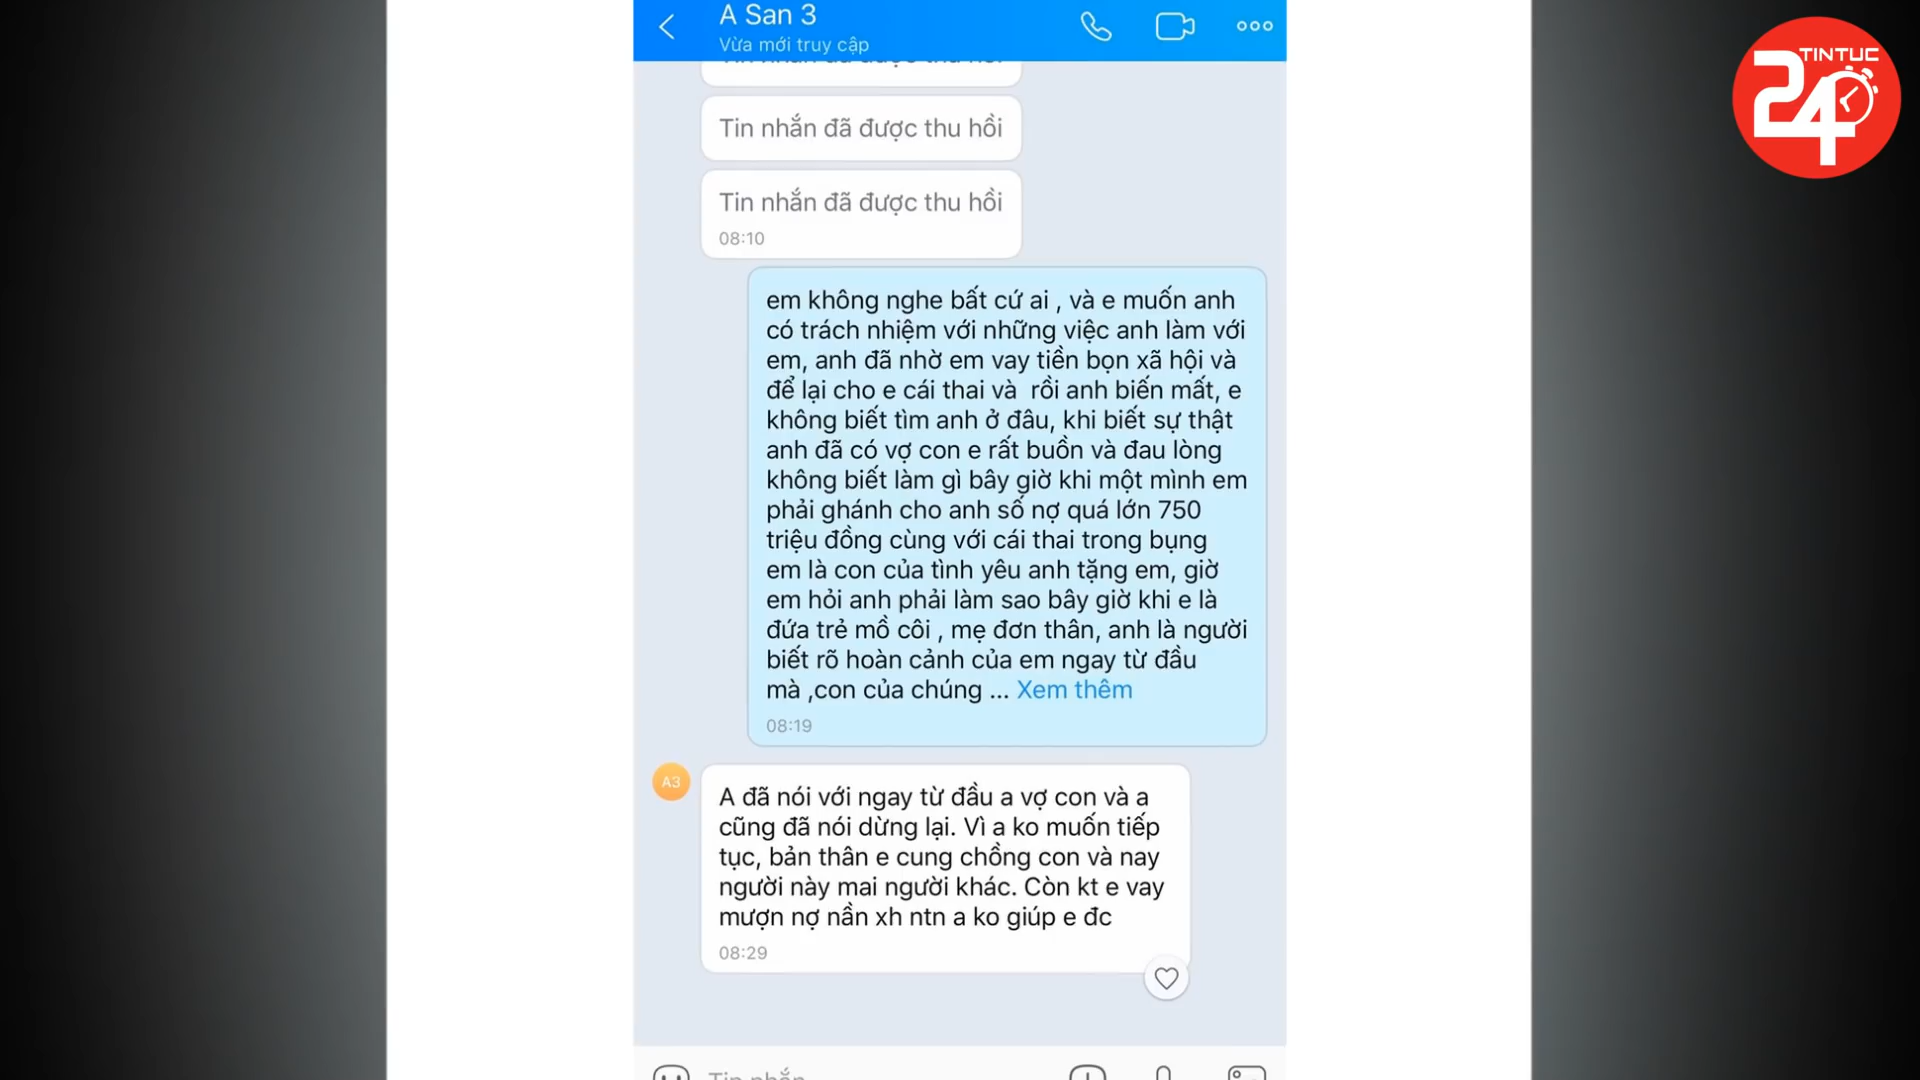 A San 3
Vừa mới truy cập
TINTUC
24
Tin nhắn đã được thu hồi
Tin nhắn đã được thu hồi
Tin nhắn đã được thu hồi
08:10
em không nghe bất cứ ai , và e muốn anh
có trách nhiệm với những việc anh làm với
em, anh đã nhờ em vay tiền bọn xã hội và
để lại cho e cái thai và  rồi anh biến mất, e
không biết tìm anh ở đâu, khi biết sự thật
anh đã có vợ con e rất buồn và đau lòng
không biết làm gì bây giờ khi một mình em
phải ghánh cho anh số nợ quá lớn 750
triệu đồng cùng với cái thai trong bụng
em là con của tình yêu anh tặng em, giờ
em hỏi anh phải làm sao bây giờ khi e là
đứa trẻ mồ côi , mẹ đơn thân, anh là người
biết rõ hoàn cảnh của em ngay từ đầu
mà ,con của chúng ... Xem thêm
08:19
A3
A đã nói với ngay từ đầu a vợ con và a
cũng đã nói dừng lại. Vì a ko muốn tiếp
tục, bản thân e cung chồng con và nay
người này mai người khác. Còn kt e vay
mượn nợ nần xh ntn a ko giúp e đc
08:29
Tin nhắn